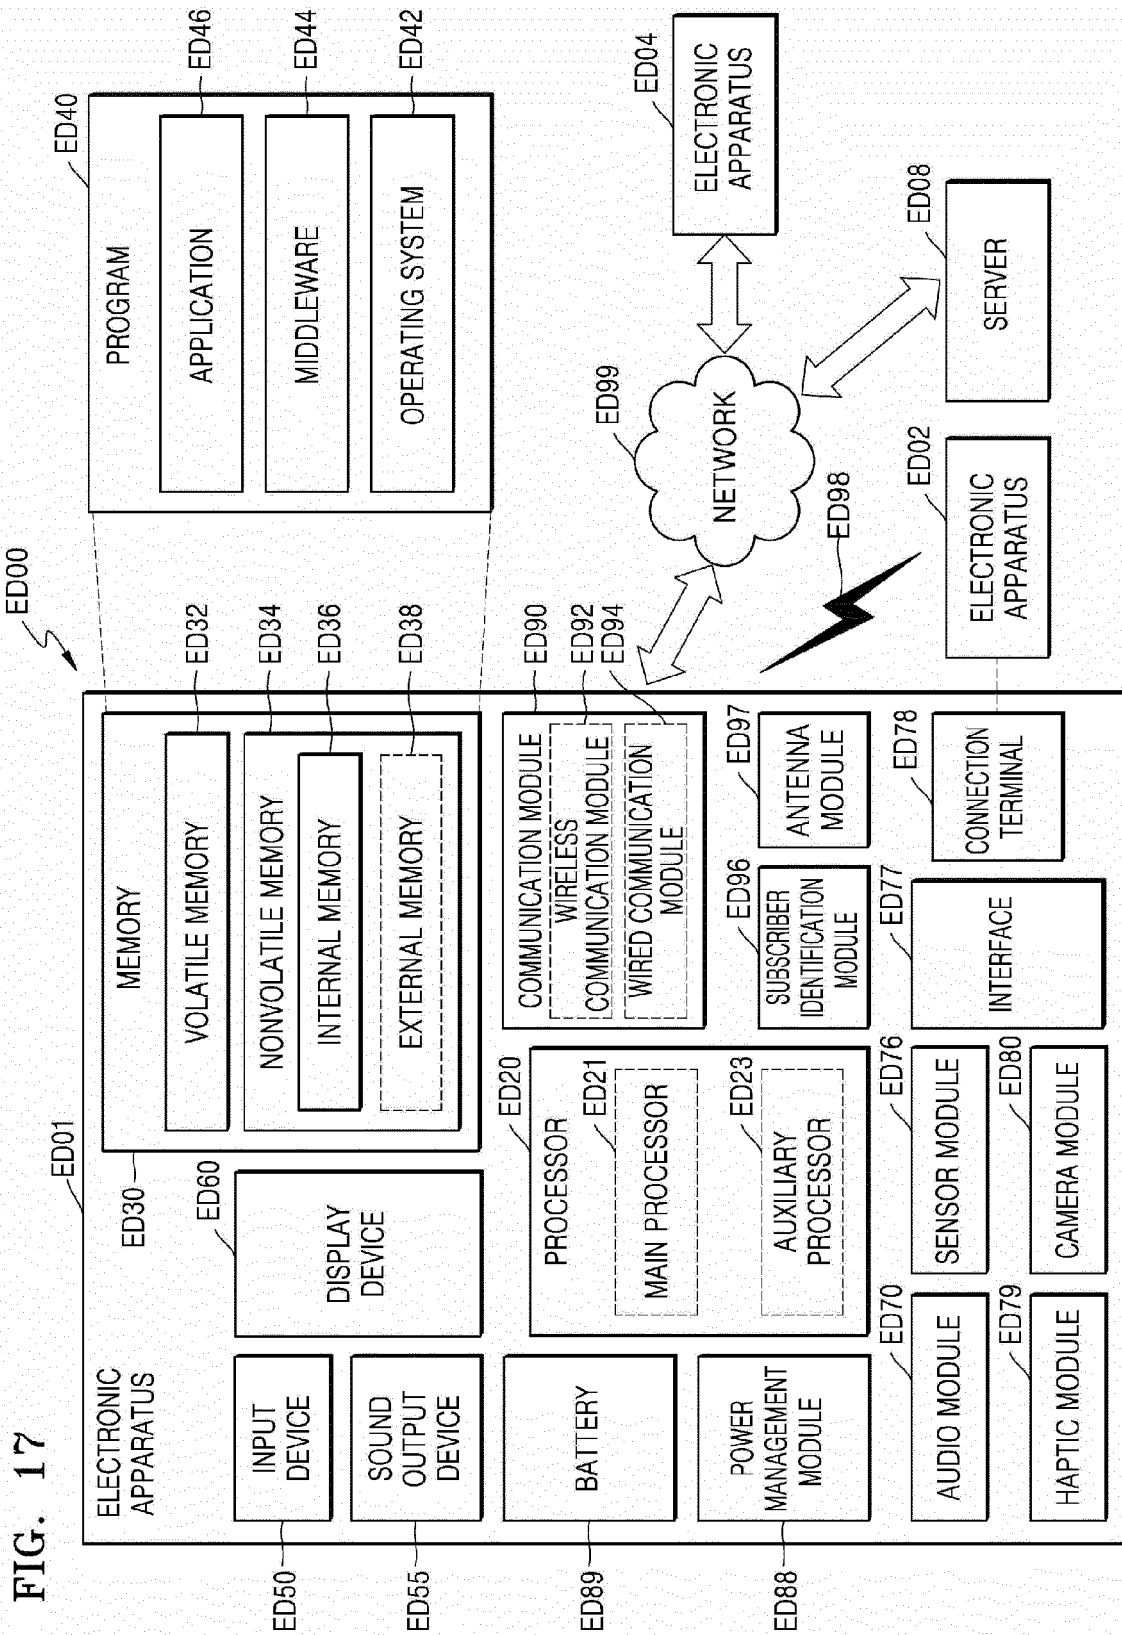 FIG. 17
ED00
ED01
ELECTRONIC
APPARATUS
ED50
INPUT
DEVICE
ED55
SOUND
OUTPUT
DEVICE
ED60
DISPLAY
DEVICE
ED30
MEMORY
VOLATILE MEMORY
ED32
NONVOLATILE MEMORY
ED34
INTERNAL MEMORY
ED36
EXTERNAL MEMORY
ED38
ED40
PROGRAM
APPLICATION
ED46
MIDDLEWARE
ED44
OPERATING SYSTEM
ED42
ED89
BATTERY
ED88
POWER
MANAGEMENT
MODULE
ED20
PROCESSOR
ED21
MAIN PROCESSOR
ED23
AUXILIARY
PROCESSOR
COMMUNICATION MODULE
ED90
WIRELESS
COMMUNICATION MODULE
ED92
WIRED COMMUNICATION
MODULE
ED94
ED96
SUBSCRIBER
IDENTIFICATION
MODULE
ED97
ANTENNA
MODULE
ED99
NETWORK
ED98
ED04
ELECTRONIC
APPARATUS
ED70
AUDIO MODULE
ED76
SENSOR MODULE
ED77
INTERFACE
ED78
CONNECTION
TERMINAL
ED02
ELECTRONIC
APPARATUS
ED08
SERVER
ED79
HAPTIC MODULE
ED80
CAMERA MODULE